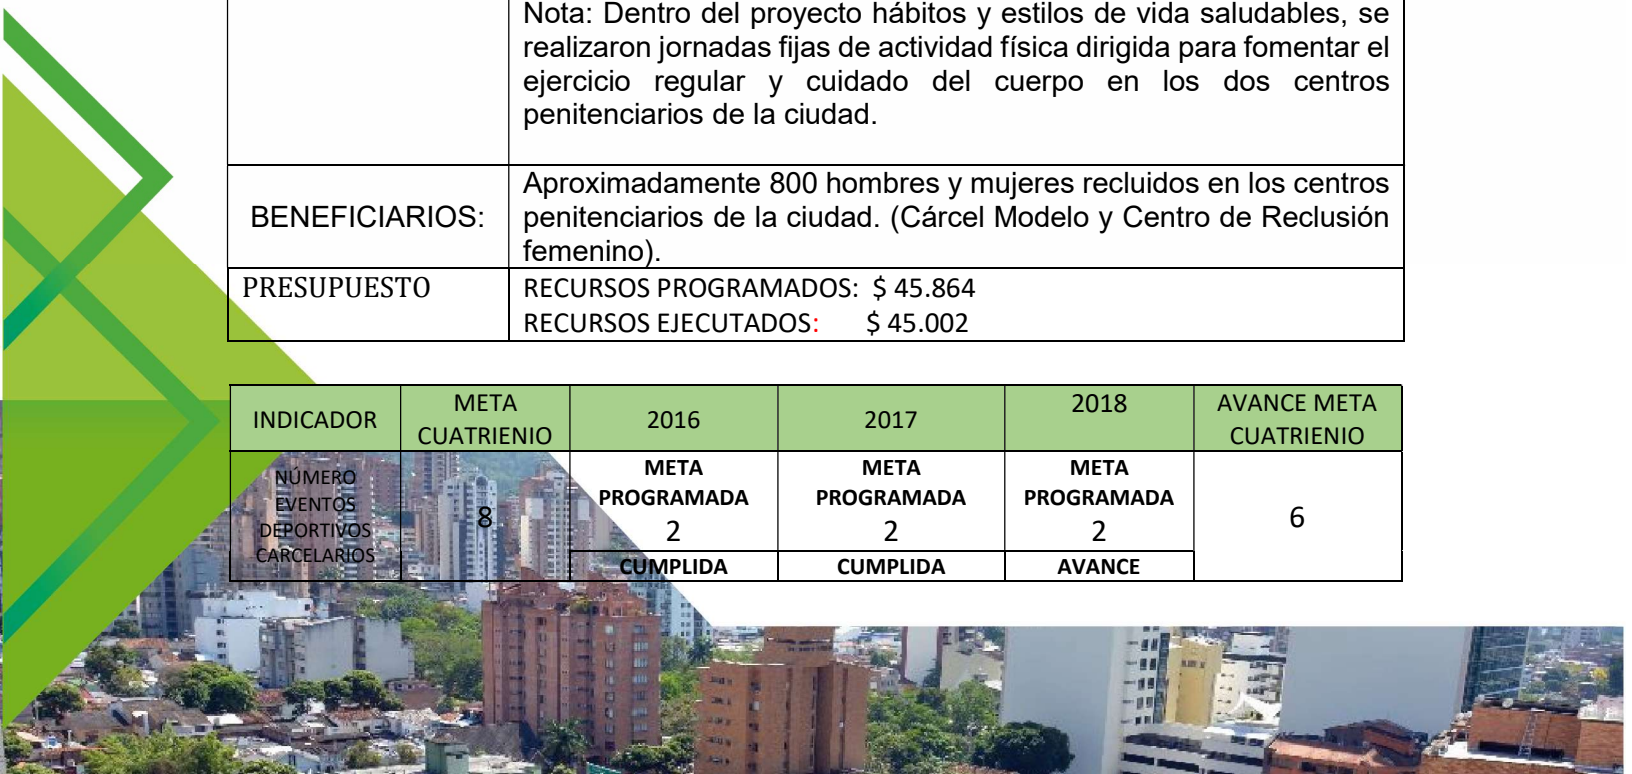 Nota: Dentro del proyecto hábitos y estilos de vida saludables, se
realizaron jornadas fijas de actividad física dirigida para fomentar el
ejercicio regular y cuidado del cuerpo en los dos centros
penitenciarios de la ciudad.
BENEFICIARIOS:
Aproximadamente 800 hombres y mujeres recluidos en los centros
penitenciarios de la ciudad. (Cárcel Modelo y Centro de Reclusión
femenino).
PRESUPUESTO
RECURSOS PROGRAMADOS: $ 45.864
RECURSOS EJECUTADOS: $ 45.002
INDICADOR
META
CUATRIENIO
2016
2017
2018
AVANCE META
CUATRIENIO
NÚMERO
EVENTOS
DEPORTIVOS
CARCELARIOS
8
META
PROGRAMADA
2
META
PROGRAMADA
2
META
PROGRAMADA
2
6
CUMPLIDA
CUMPLIDA
AVANCE